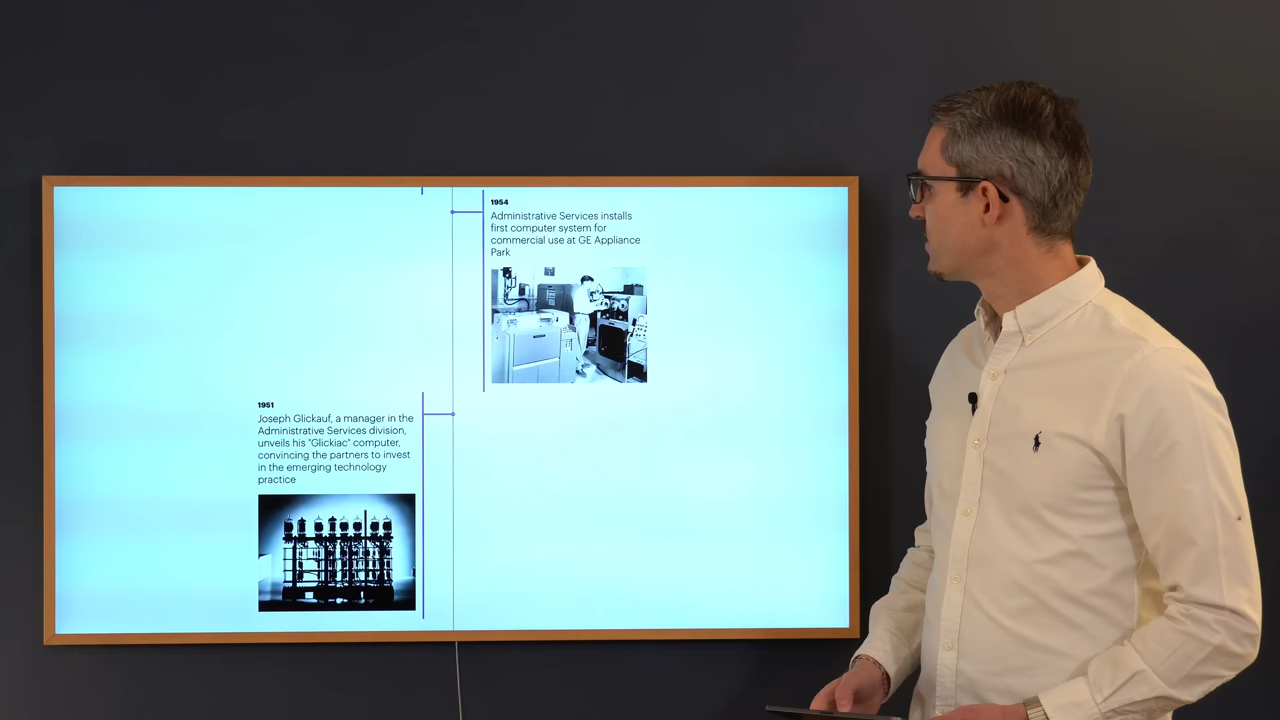 1954
Administrative Services installs
first computer system for
commercial use at GE Appliance
Park
1951
Joseph Glickauf, a manager in the
Administrative Services division,
unveils his "Glickiac" computer,
convincing the partners to invest
in the emerging technology
practice